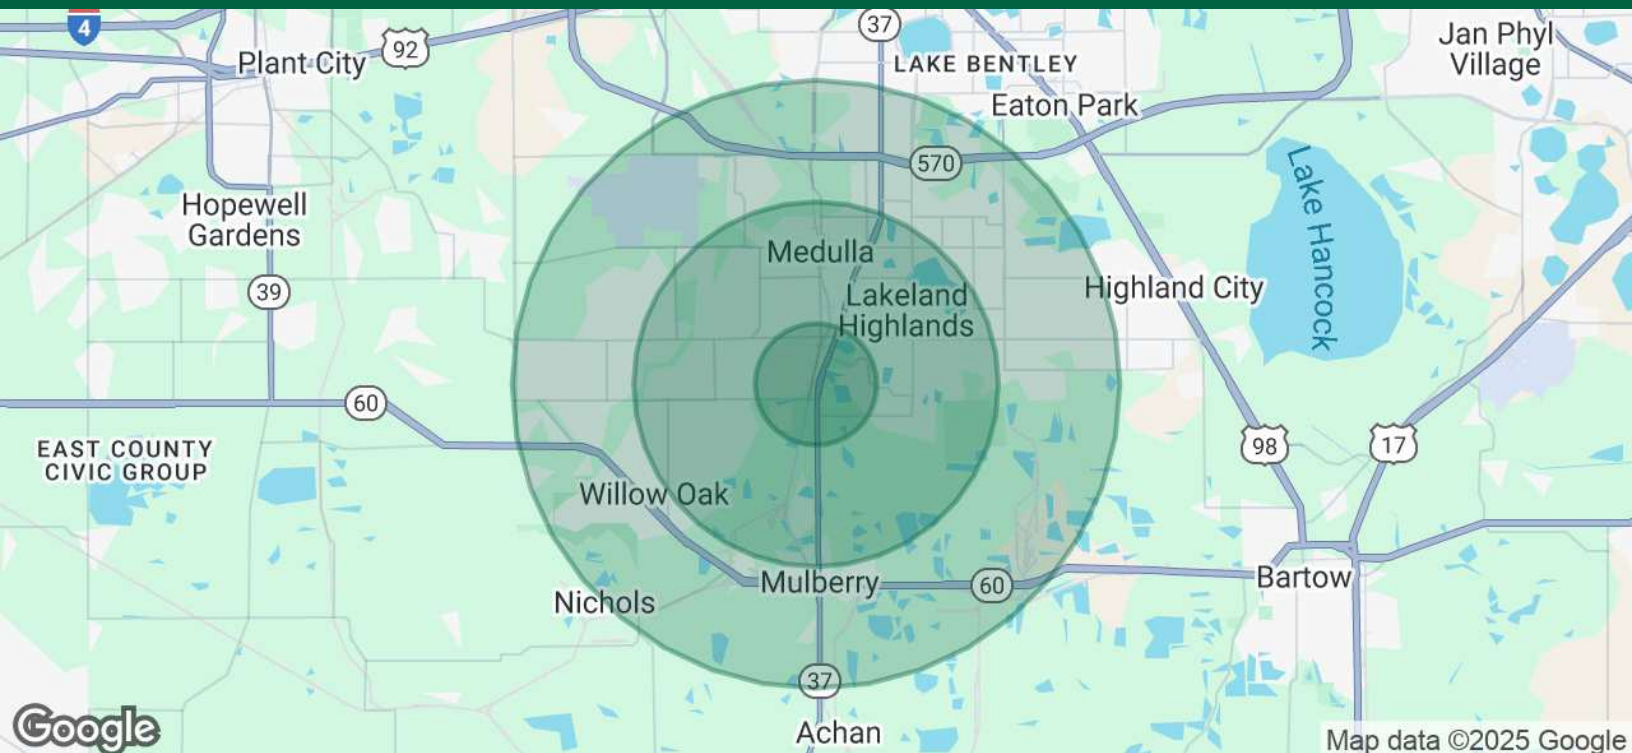 4
Plant City
92
37
LAKE BENTLEY
Jan Phyl
Village
Eaton Park
570
Hopewell
Gardens
Lake Hancock
Medulla
39
Lakeland
Highlands
Highland City
60
EAST COUNTY
CIVIC GROUP
98
17
Willow Oak
Mulberry
60
Bartow
Nichols
37
Achan
Google
Map data ©2025 Google